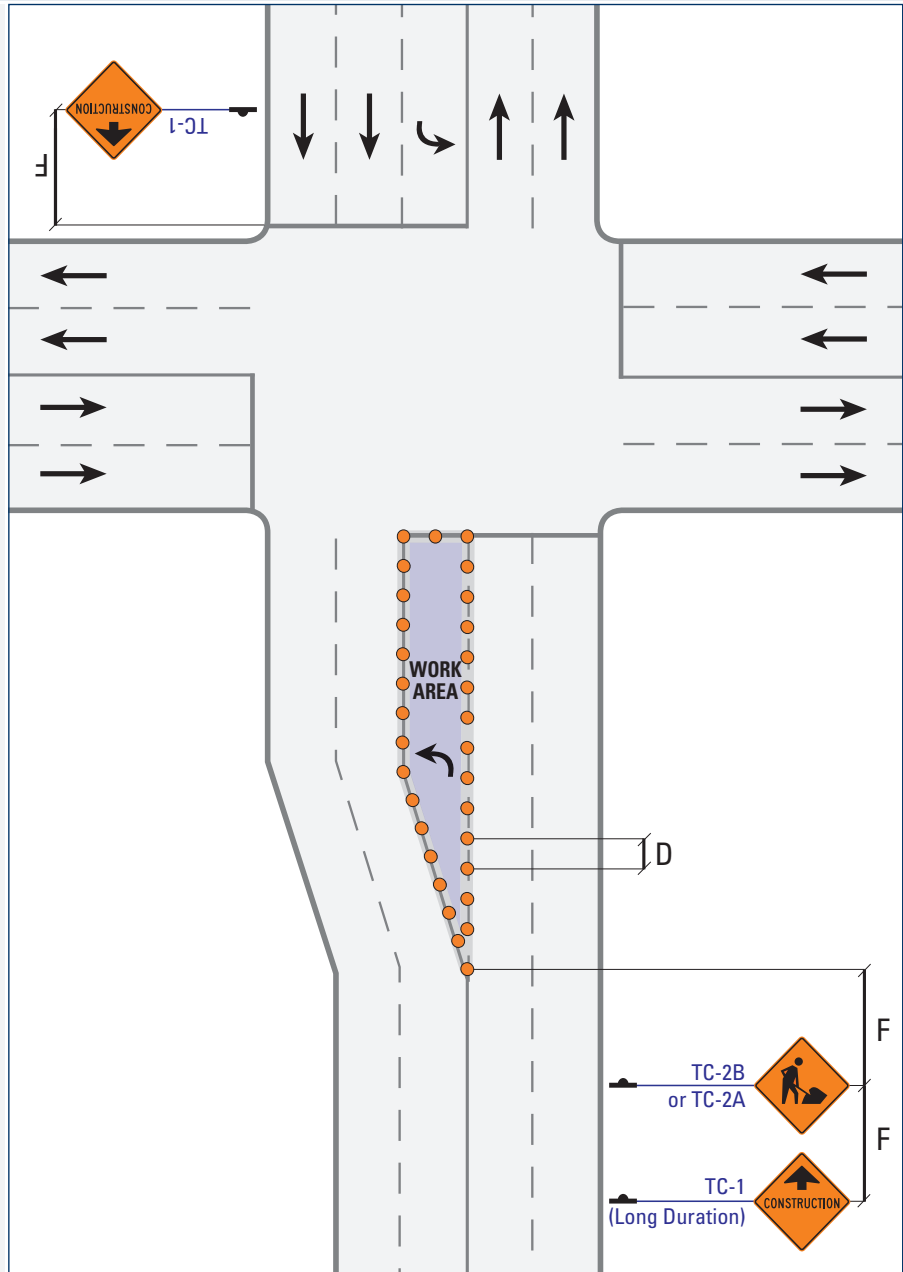 CONSTRUCTION
TC-1
F
WORK
AREA
D
F
TC-2B
or TC-2A
F
TC-1
(Long Duration)
CONSTRUCTION